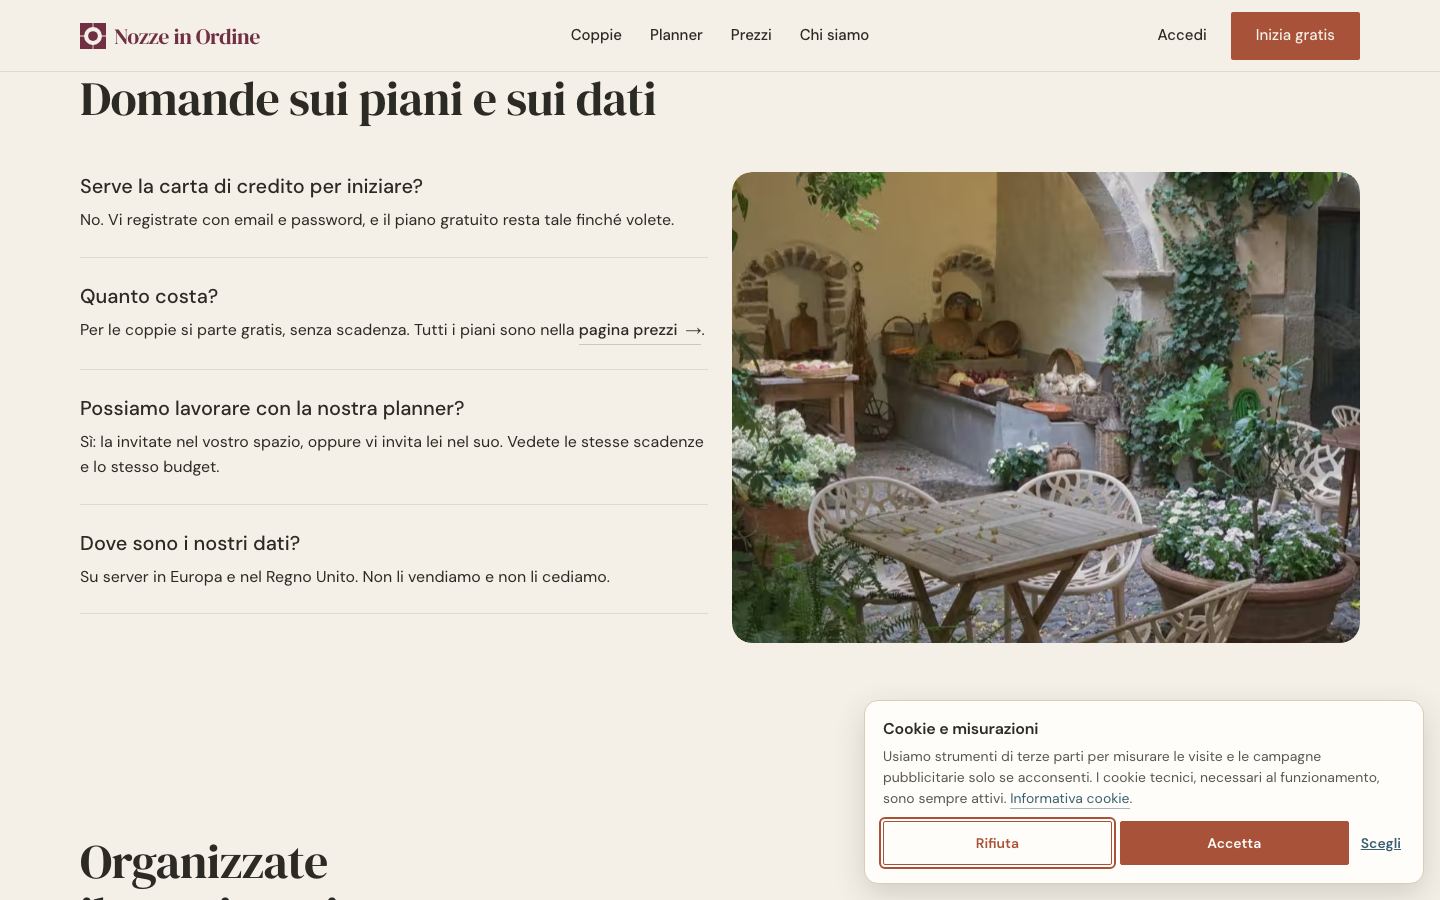 Nozze in Ordine
Coppie
Planner
Prezzi
Chi siamo
Accedi
Inizia gratis
Domande sui piani e sui dati
Serve la carta di credito per iniziare?
No. Vi registrate con email e password, e il piano gratuito resta tale finché volete.
Quanto costa?
Per le coppie si parte gratis, senza scadenza. Tutti i piani sono nella pagina prezzi →.
Possiamo lavorare con la nostra planner?
Sì: la invitate nel vostro spazio, oppure vi invita lei nel suo. Vedete le stesse scadenze
e lo stesso budget.
Dove sono i nostri dati?
Su server in Europa e nel Regno Unito. Non li vendiamo e non li cediamo.
Cookie e misurazioni
Usiamo strumenti di terze parti per misurare le visite e le campagne
pubblicitarie solo se acconsenti. I cookie tecnici, necessari al funzionamento,
sono sempre attivi. Informativa cookie.
Rifiuta
Accetta
Scegli
Organizzate